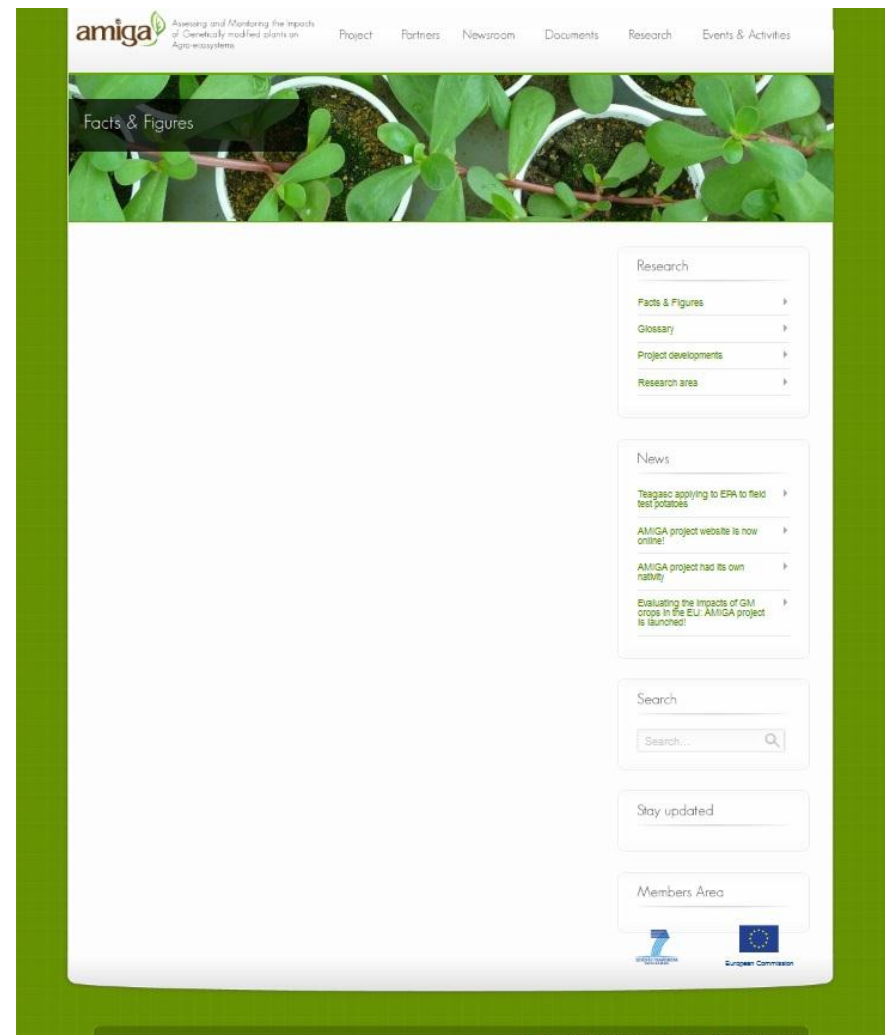 amiga
Assessing and Monitoring the Impacts
of Genetically modified plants on
Agro-ecosystems
Project Partners Newsroom Documents Research Events & Activities
Facts & Figures
Research
Facts & Figures
Glossary
Project developments
Research area
News
Teagasc applying to EPA to field
test potatoes
AMIGA project website is now
online!
AMIGA project had its own
nativity
Evaluating the impacts of GM
crops in the EU: AMIGA project
is launched!
Search
Search...
Stay updated
Members Area
SEVENTH FRAMEWORK
European Commission